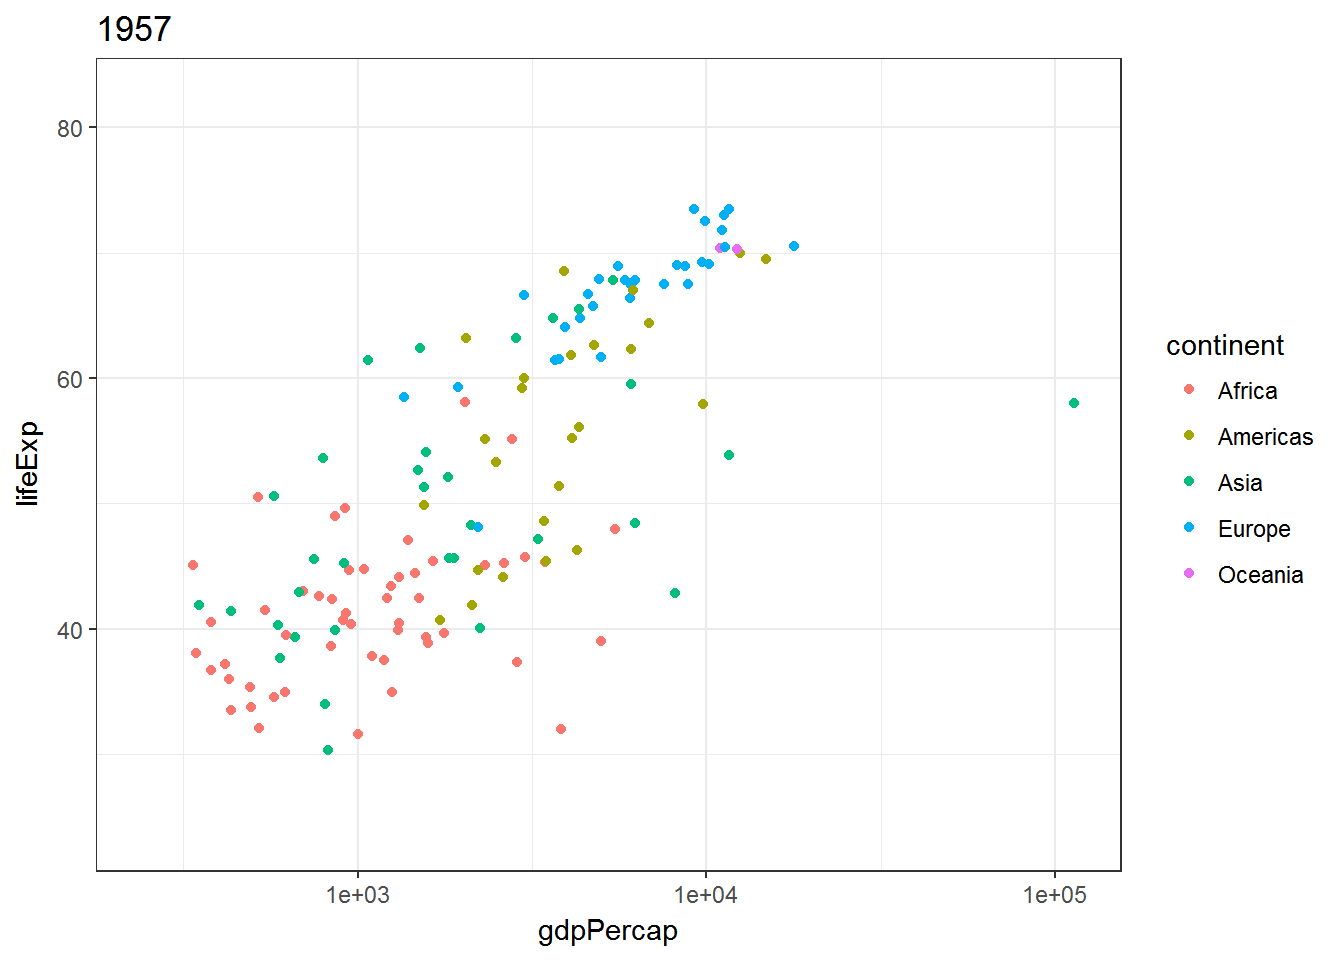 1957
80
60
40
lifeExp
1e+03 1e+04 1e+05
gdpPercap
continent
Africa
Americas
Asia
Europe
Oceania